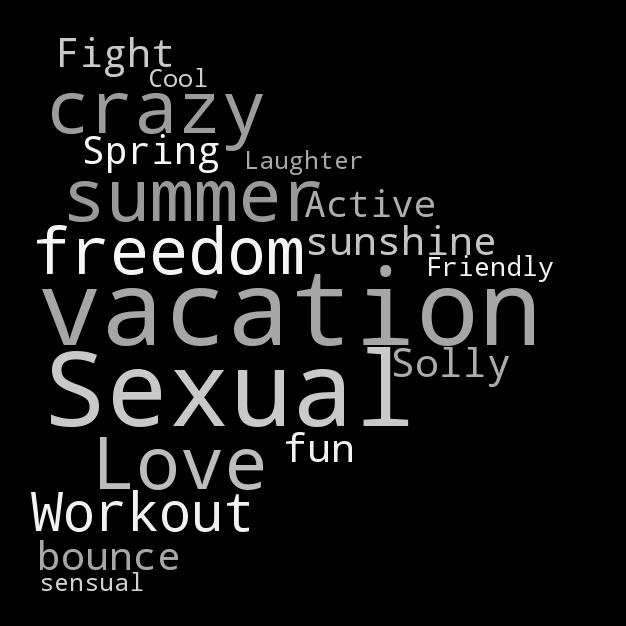 Fight
Cool
crazy
Spring
Laughter
summer
Active
freedom
sunshine
Friendly
vacation
Sexual
Solly
Love
fun
Workout
bounce
sensual